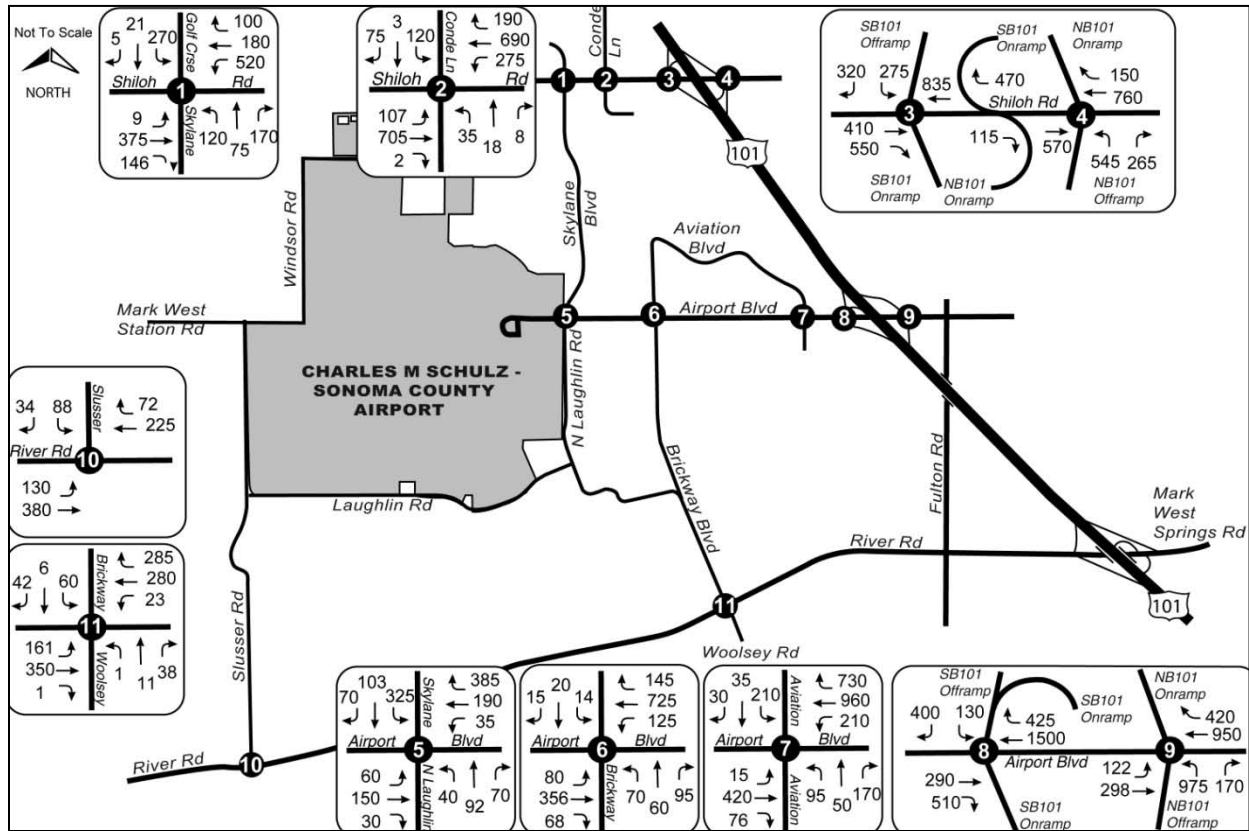 Not To Scale
NORTH
5 21 270
Golf Crse
100
180
520
Shiloh Rd
1
Skylane
9
375
146
120 75 170
75 3 120
Conde Ln
190
690
275
Shiloh Rd
2
107
705
2
35 18 8
Conde
Ln
1 2 3 4
101
SB101
Offramp
SB101
Onramp
NB101
Onramp
320 275 835
470
150
760
Shiloh Rd
3 4
410
550
115
570
545 265
SB101
Onramp
NB101
Onramp
NB101
Offramp
Windsor Rd
Skylane
Blvd
Aviation
Blvd
Mark West
Station Rd
Airport Blvd
5 6 7 8 9
CHARLES M SCHULZ -
SONOMA COUNTY
AIRPORT
N Laughlin Rd
Brickway Blvd
Fulton Rd
Laughlin Rd
River Rd
Mark
West
Springs Rd
101
11
Woolsey Rd
Slusser Rd
River Rd
10
34 88
Slusser
72
225
River Rd
10
130
380
42 6 60
Brickway
285
280
23
11
161
350
1
Woolsey
1 11 38
70 103 325
Skylane
385
190
35
Airport Blvd
5
60
150
30
N Laughlin
40 92 70
15 20 14
145
725
125
Airport Blvd
6
80
356
68
Brickway
70 60 95
30 35 210
Aviation
730
960
210
Airport Blvd
7
15
420
76
Aviation
95 50 170
SB101
Offramp
SB101
Onramp
NB101
Onramp
400 130
425
1500
420
950
8 9
Airport Blvd
290
510
122
298
975 170
SB101
Onramp
NB101
Offramp